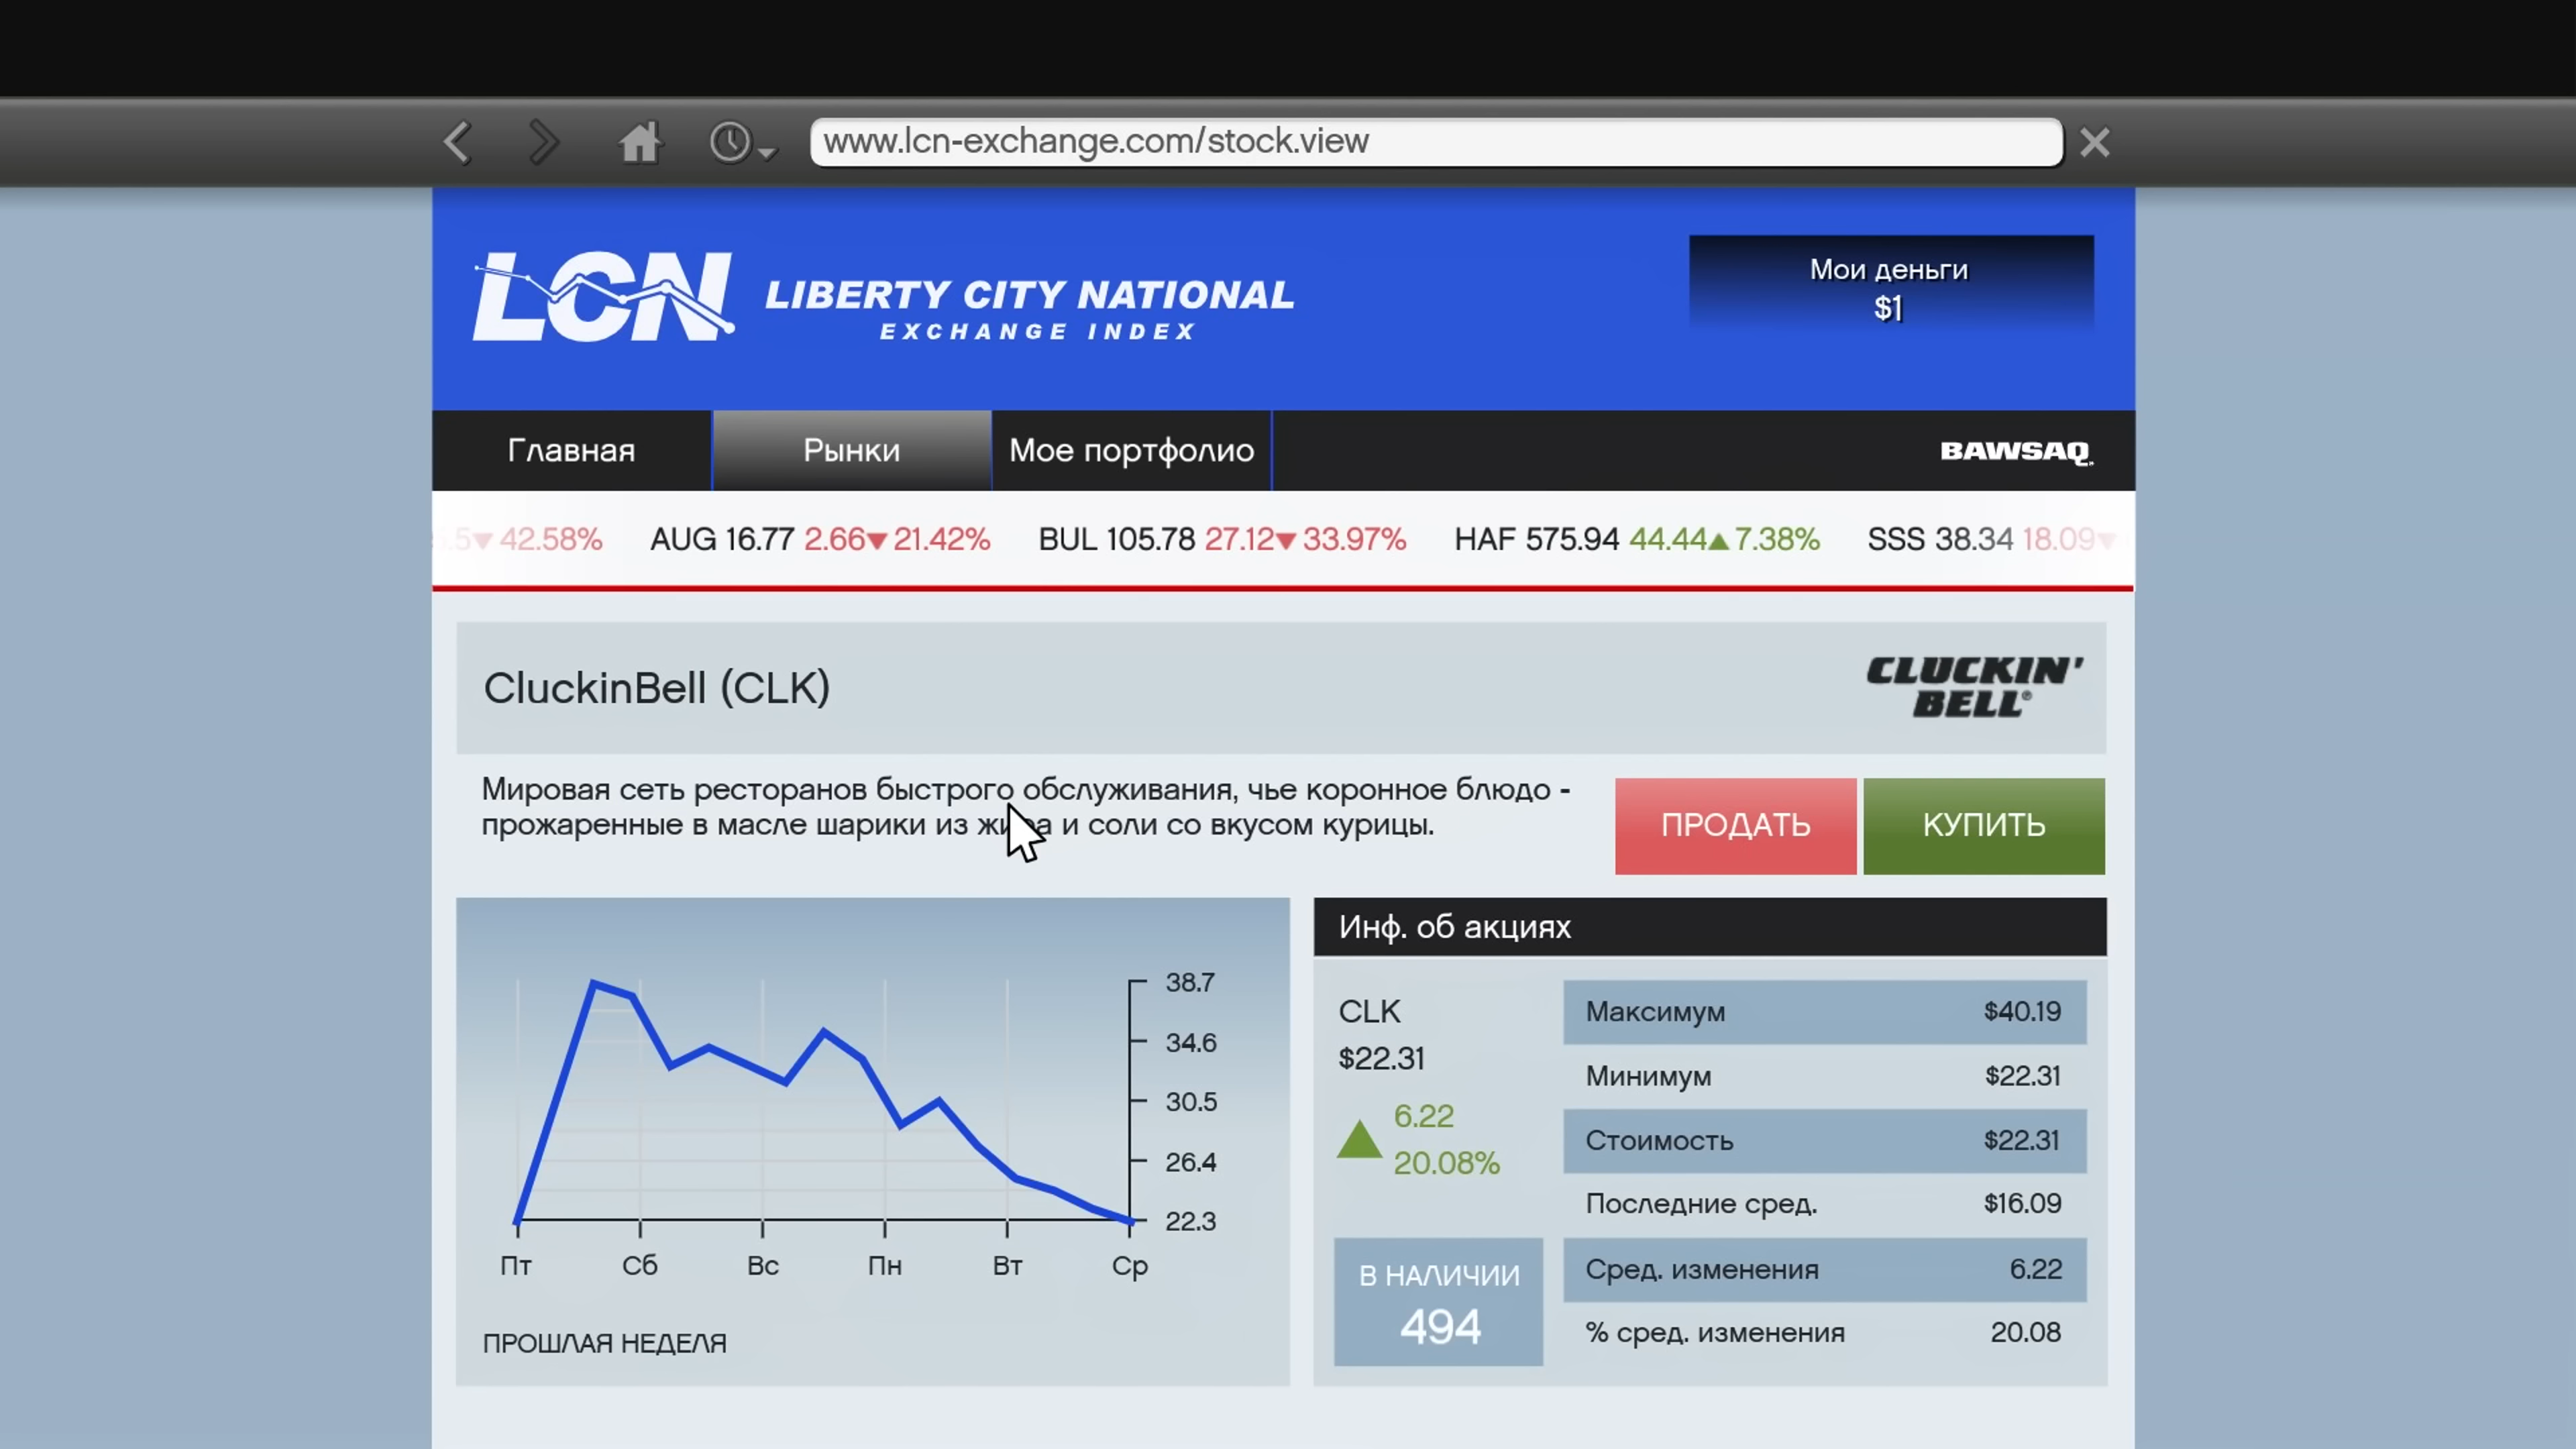 www.lcn-exchange.com/stock.view
LCN
LIBERTY CITY NATIONAL
EXCHANGE INDEX
Мои деньги
$1
Главная Рынки Мое портфолио BAWSAQ.
42.58% AUG 16.77 2.66▼21.42% BUL 105.78 27.12▼33.97% HAF 575.94 44.44▲7.38% SSS 38.34 18.09▼
CluckinBell (CLK)
CLUCKIN'
BELL®
Мировая сеть ресторанов быстрого обслуживания, чье коронное блюдо -
прожаренные в масле шарики из жира и соли со вкусом курицы.
ПРОДАТЬ КУПИТЬ
38.7
34.6
30.5
26.4
22.3
Пт Сб Вс Пн Вт Ср
ПРОШЛАЯ НЕДЕЛЯ
Инф. об акциях
CLK
$22.31
6.22
20.08%
В НАЛИЧИИ
494
Максимум $40.19
Минимум $22.31
Стоимость $22.31
Последние сред. $16.09
Сред. изменения 6.22
% сред. изменения 20.08